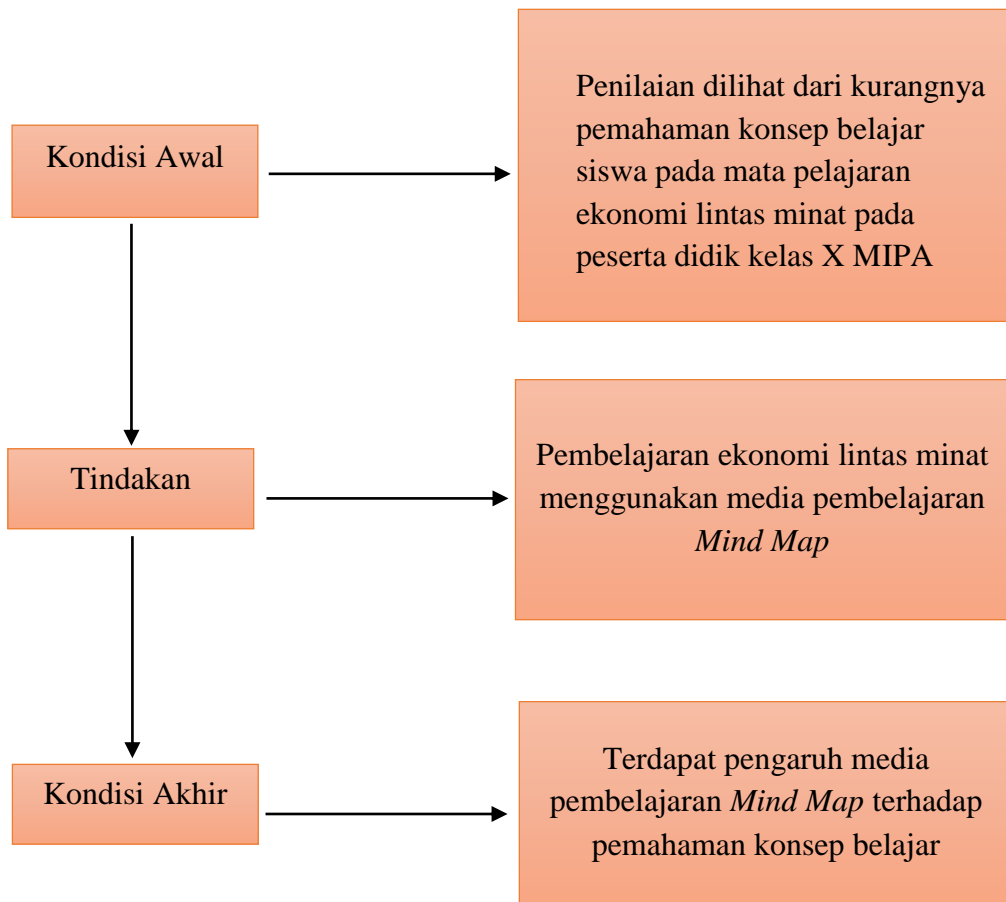 Kondisi Awal
Penilaian dilihat dari kurangnya
pemahaman konsep belajar
siswa pada mata pelajaran
ekonomi lintas minat pada
peserta didik kelas X MIPA
Tindakan
Pembelajaran ekonomi lintas minat
menggunakan media pembelajaran
Mind Map
Kondisi Akhir
Terdapat pengaruh media
pembelajaran Mind Map terhadap
pemahaman konsep belajar